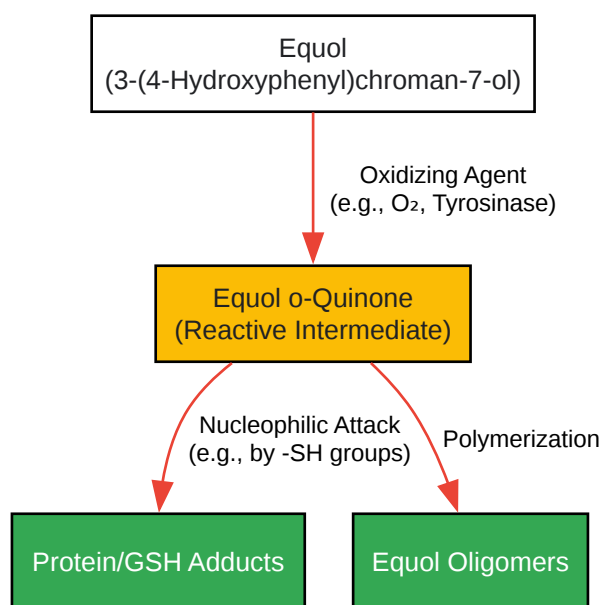 Equol
(3-(4-Hydroxyphenyl)chroman-7-ol)
Oxidizing Agent
(e.g., O₂, Tyrosinase)
Equol o-Quinone
(Reactive Intermediate)
Nucleophilic Attack
(e.g., by -SH groups)
Polymerization
Protein/GSH Adducts
Equol Oligomers